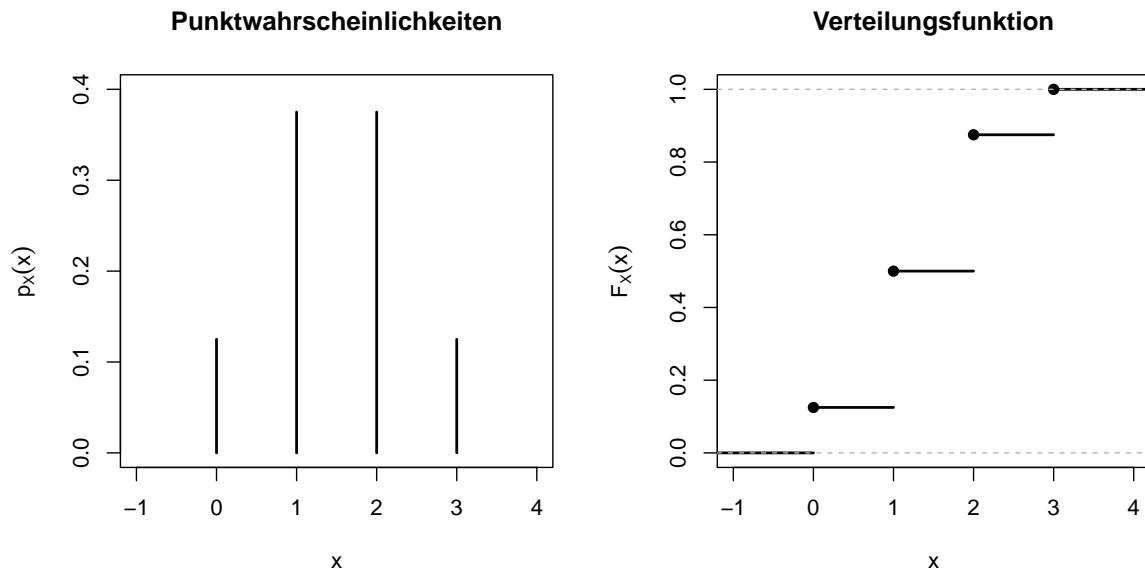 Punktwahrscheinlichkeiten
0.4
0.3
0.2
0.1
0.0
pX(x)
−1 0 1 2 3 4
x
Verteilungsfunktion
1.0
0.8
0.6
0.4
0.2
0.0
FX(x)
−1 0 1 2 3 4
x